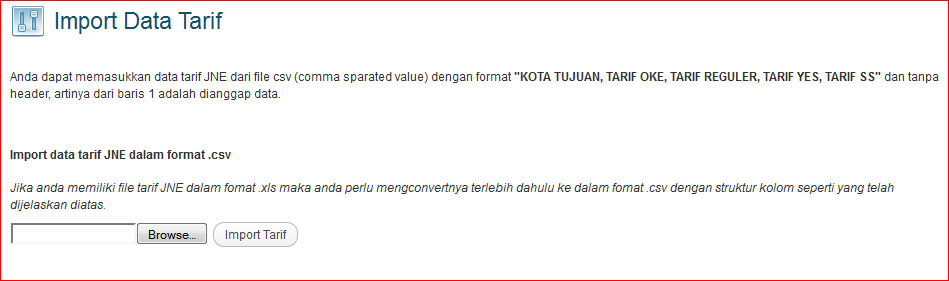 Import Data Tarif
Anda dapat memasukkan data tarif JNE dari file csv (comma sparated value) dengan format "KOTA TUJUAN, TARIF OKE, TARIF REGULER, TARIF YES, TARIF SS" dan tanpa
header, artinya dari baris 1 adalah dianggap data.
Import data tarif JNE dalam format .csv
Jika anda memiliki file tarif JNE dalam fomat .xls maka anda perlu mengconvertnya terlebih dahulu ke dalam fomat .csv dengan struktur kolom seperti yang telah
dijelaskan diatas.
Browse... Import Tarif